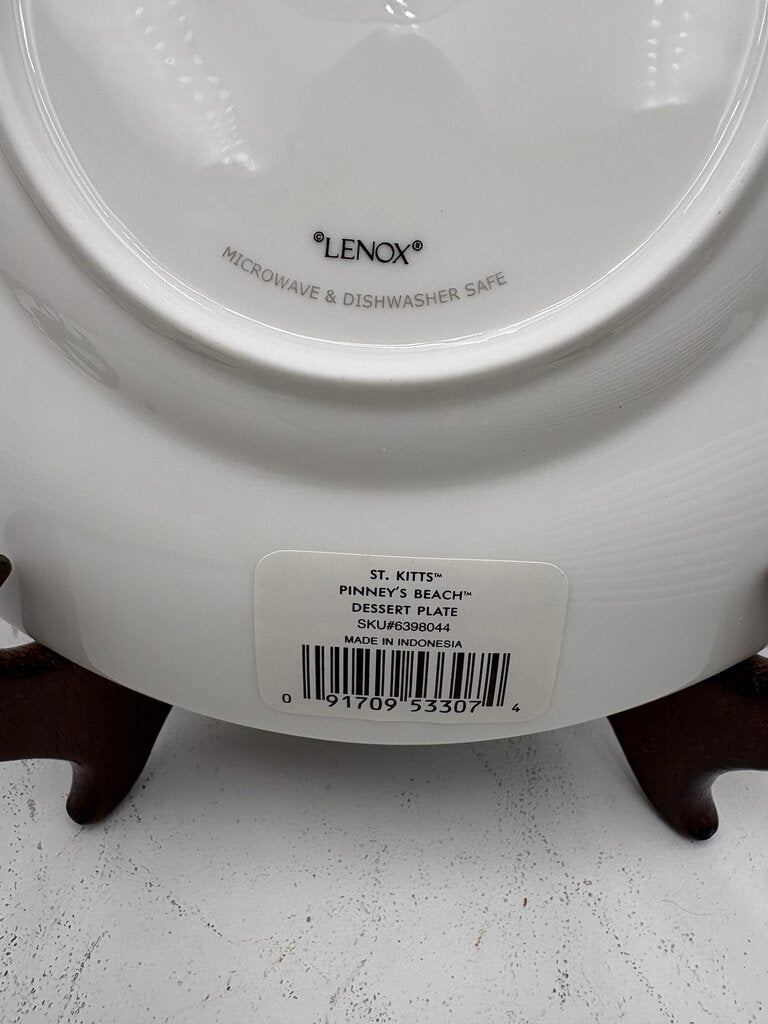 ©LENOX®
MICROWAVE & DISHWASHER SAFE
ST. KITTS™
PINNEY'S BEACH™
DESSERT PLATE
SKU#6398044
MADE IN INDONESIA
0 91709 53307 4